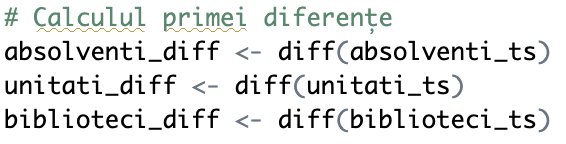 # Calculul primei diferențe
absolventi_diff <- diff(absolventi_ts)
unitati_diff <- diff(unitati_ts)
biblioteci_diff <- diff(biblioteci_ts)